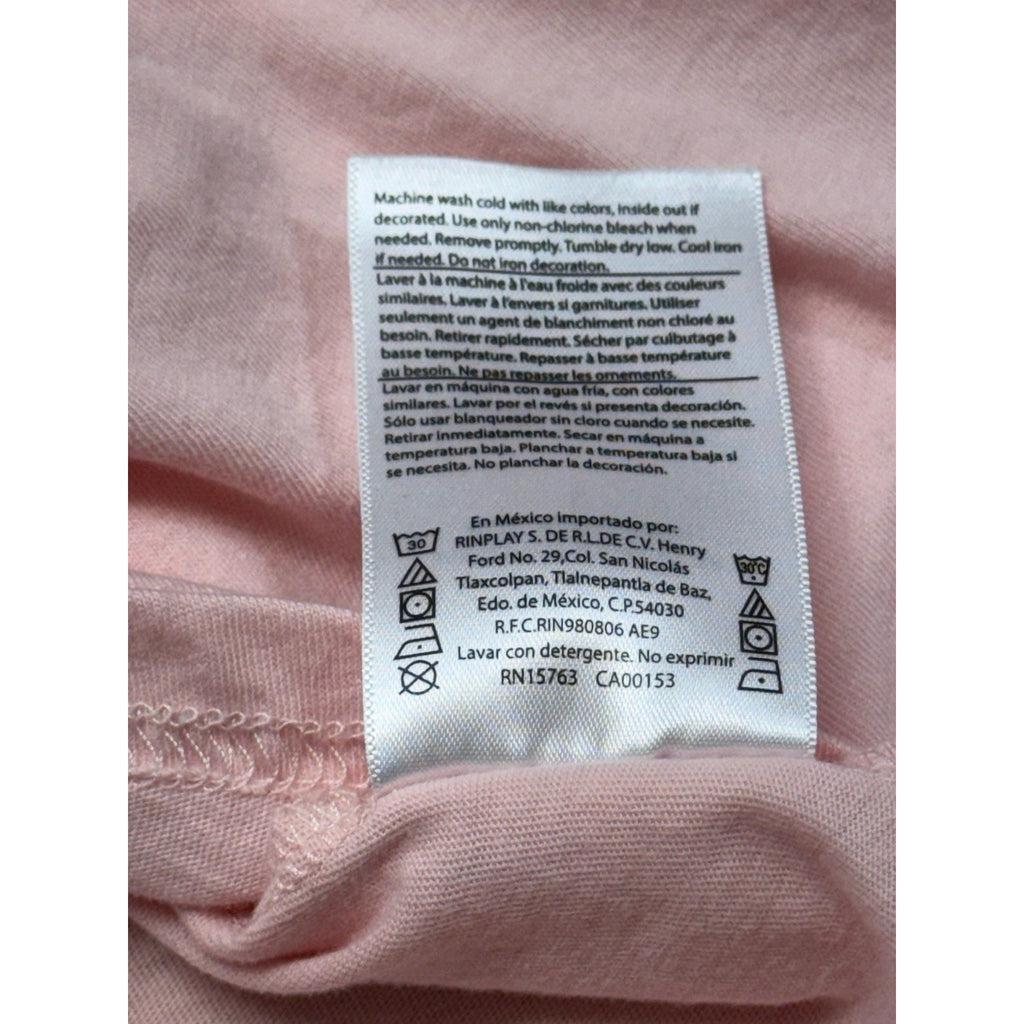 Machine wash cold with like colors, inside out if
decorated. Use only non-chlorine bleach when
needed. Remove promptly. Tumble dry low. Cool iron
if needed. Do not iron decoration.
Laver à la machine à l'eau froide avec des couleurs
similaires. Laver à l'envers si garnitures. Utiliser
seulement un agent de blanchiment non chloré au
besoin. Retirer rapidement. Sécher par culbutage à
basse température. Repasser à basse température
au besoin. Ne pas repasser les ornements.
Lavar en máquina con agua fría, con colores
similares. Lavar por el revés si presenta decoración.
Sólo usar blanqueador sin cloro cuando se necesite.
Retirar inmediatamente. Secar en máquina a
temperatura baja. Planchar a temperatura baja si
se necesita. No planchar la decoración.
En México importado por:
RINPLAY S. DE R.L.DE C.V. Henry
Ford No. 29,Col. San Nicolás
Tlaxcolpan, Tlalnepantla de Baz,
Edo. de México, C.P.54030
R.F.C.RIN980806 AE9
Lavar con detergente. No exprimir
RN15763 CA00153
30
30°C